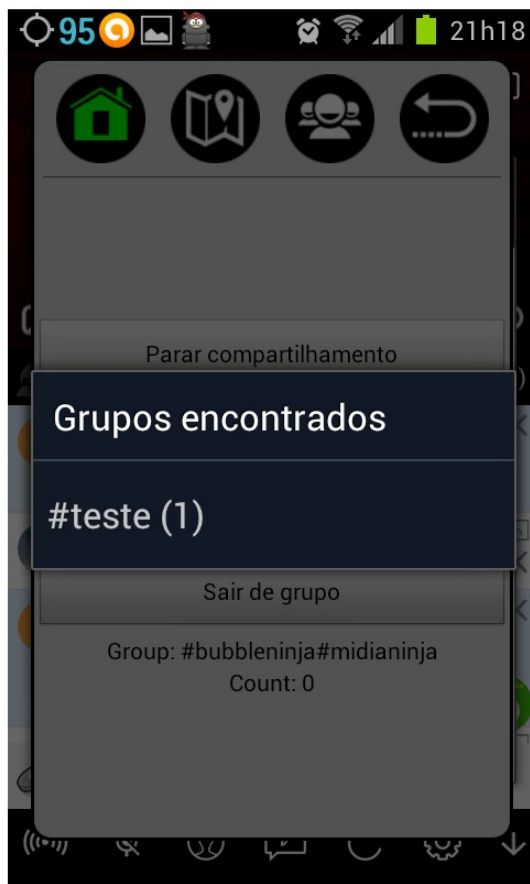 95 21h18
Parar compartilhamento
Grupos encontrados
#teste (1)
Sair de grupo
Group: #bubbleninja#midianinja
Count: 0